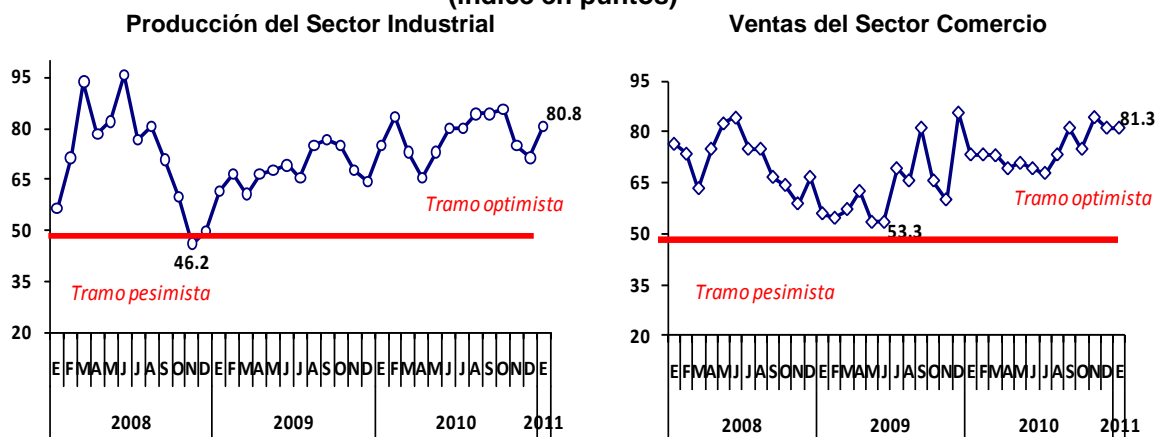 (índice en puntos)
Producción del Sector Industrial
95
80
65
50
35
20
80.8
Tramo optimista
46.2
Tramo pesimista
E F M A M J J A S O N D E F M A M J J A S O N D E F M A M J J A S O N D E
2008 2009 2010 2011
Ventas del Sector Comercio
95
80
65
50
35
20
81.3
Tramo optimista
53.3
Tramo pesimista
E F M A M J J A S O N D E F M A M J J A S O N D E F M A M J J A S O N D E
2008 2009 2010 2011